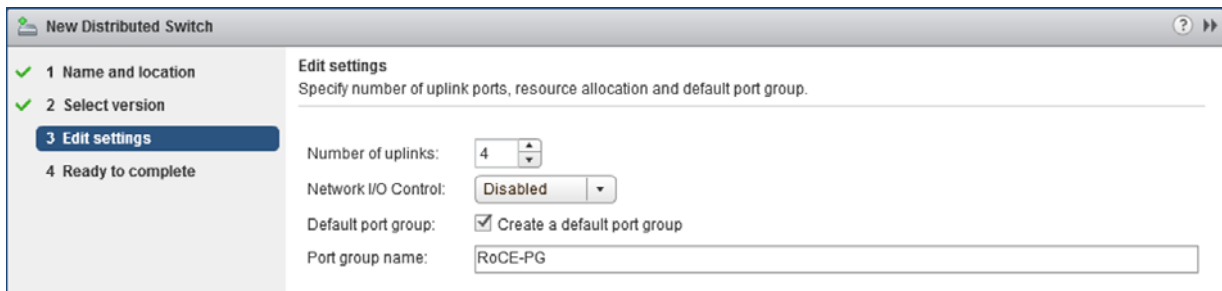 New Distributed Switch
1 Name and location
2 Select version
3 Edit settings
4 Ready to complete
Edit settings
Specify number of uplink ports, resource allocation and default port group.
Number of uplinks: 4
Network I/O Control: Disabled
Default port group: Create a default port group
Port group name: RoCE-PG